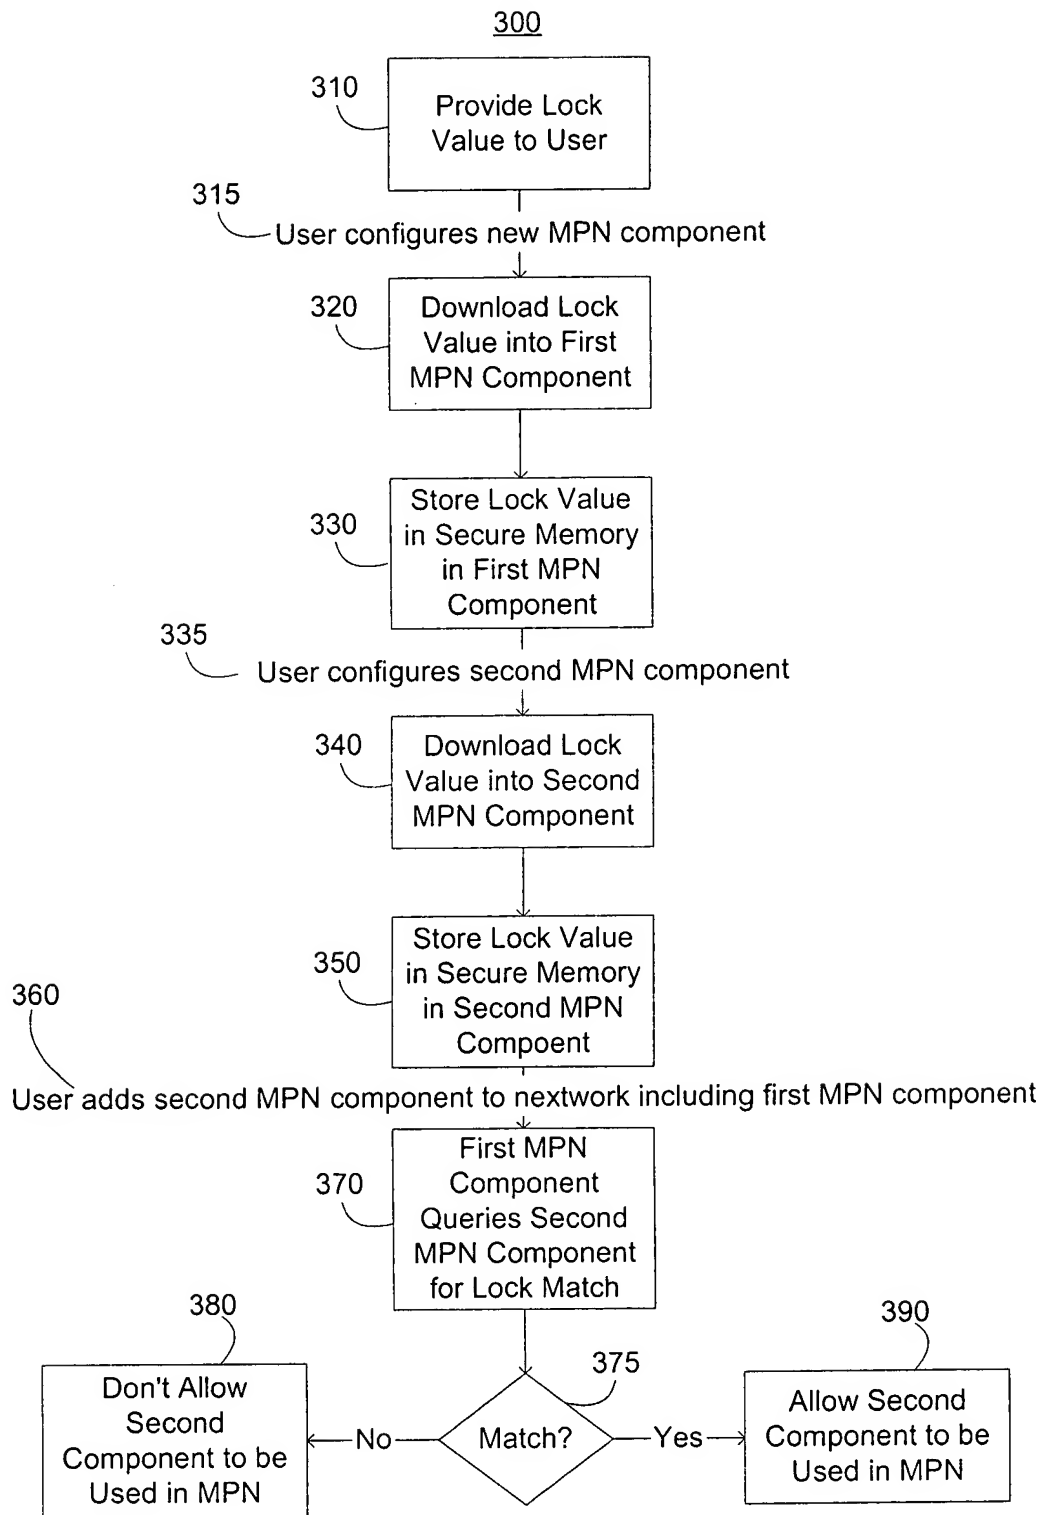 300
310
Provide Lock
Value to User
315
User configures new MPN component
320
Download Lock
Value into First
MPN Component
330
Store Lock Value
in Secure Memory
in First MPN
Component
335
User configures second MPN component
340
Download Lock
Value into Second
MPN Component
350
Store Lock Value
in Secure Memory
in Second MPN
Compoent
360
User adds second MPN component to nextwork including first MPN component
370
First MPN
Component
Queries Second
MPN Component
for Lock Match
375
Match?
No
Yes
380
Don't Allow
Second
Component to be
Used in MPN
390
Allow Second
Component to be
Used in MPN